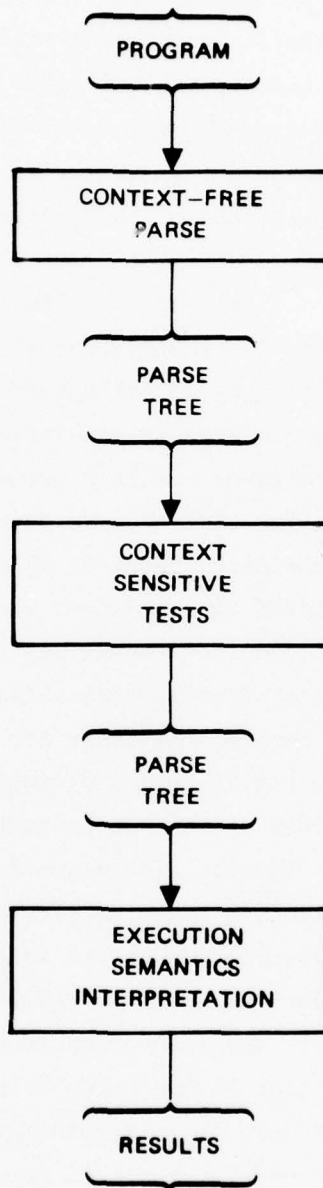 PROGRAM
CONTEXT-FREE
PARSE
PARSE
TREE
CONTEXT
SENSITIVE
TESTS
PARSE
TREE
EXECUTION
SEMANTICS
INTERPRETATION
RESULTS